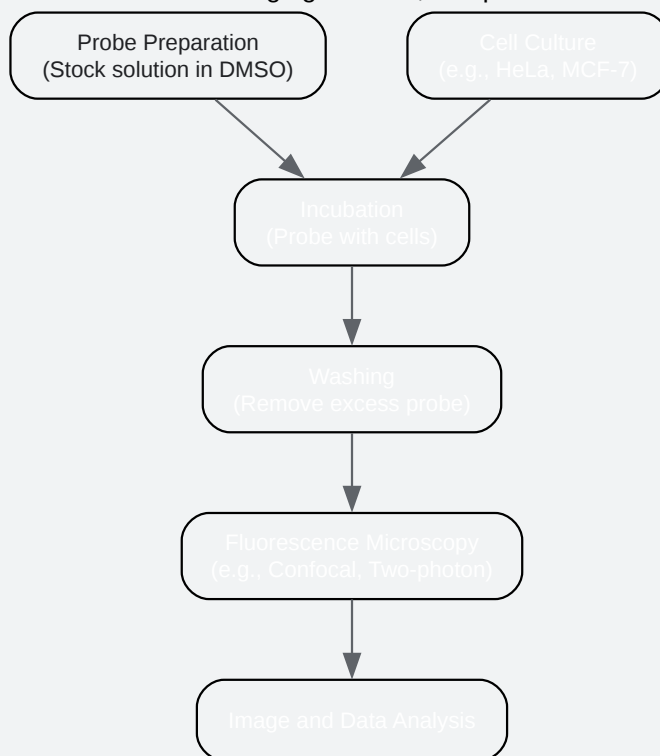 Probe Preparation
(Stock solution in DMSO)
Cell Culture
(e.g., HeLa, MCF-7)
Incubation
(Probe with cells)
Washing
(Remove excess probe)
Fluorescence Microscopy
(e.g., Confocal, Two-photon)
Image and Data Analysis